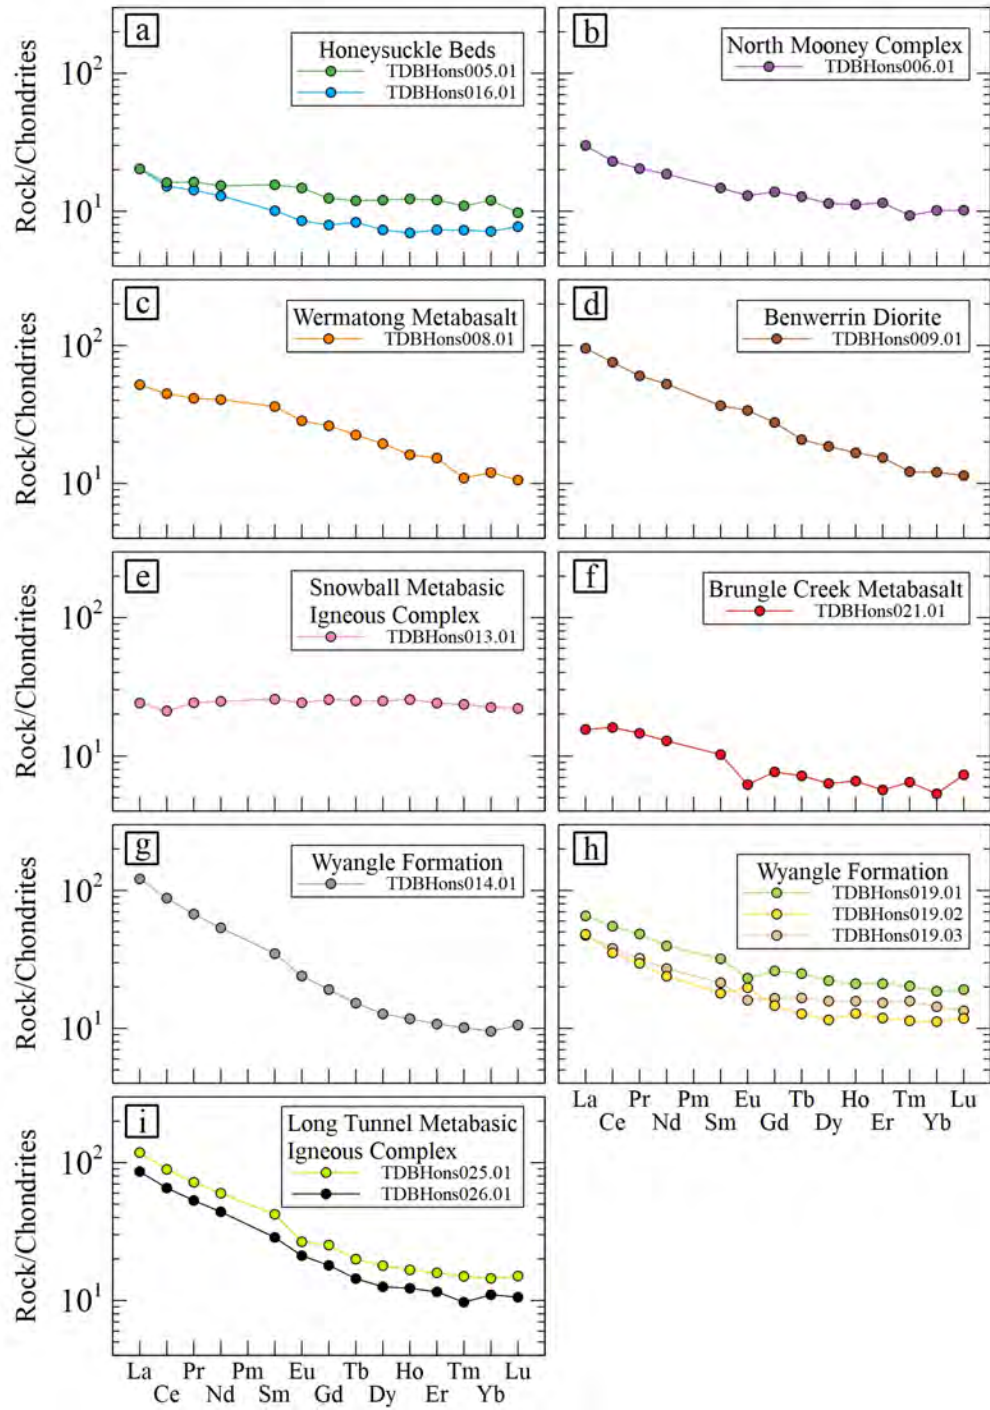 a
Honeysuckle Beds
TDBHons005.01
TDBHons016.01
Rock/Chondrites
10²
10¹
b
North Mooney Complex
TDBHons006.01
c
Wermatong Metabasalt
TDBHons008.01
Rock/Chondrites
10²
10¹
d
Benwerrin Diorite
TDBHons009.01
e
Snowball Metabasic
Igneous Complex
TDBHons013.01
Rock/Chondrites
10²
10¹
f
Brungle Creek Metabasalt
TDBHons021.01
g
Wyangle Formation
TDBHons014.01
Rock/Chondrites
10²
10¹
h
Wyangle Formation
TDBHons019.01
TDBHons019.02
TDBHons019.03
La Pr Pm Eu Tb Ho Tm Lu
Ce Nd Sm Gd Dy Er Yb
i
Long Tunnel Metabasic
Igneous Complex
TDBHons025.01
TDBHons026.01
Rock/Chondrites
10²
10¹
La Pr Pm Eu Tb Ho Tm Lu
Ce Nd Sm Gd Dy Er Yb